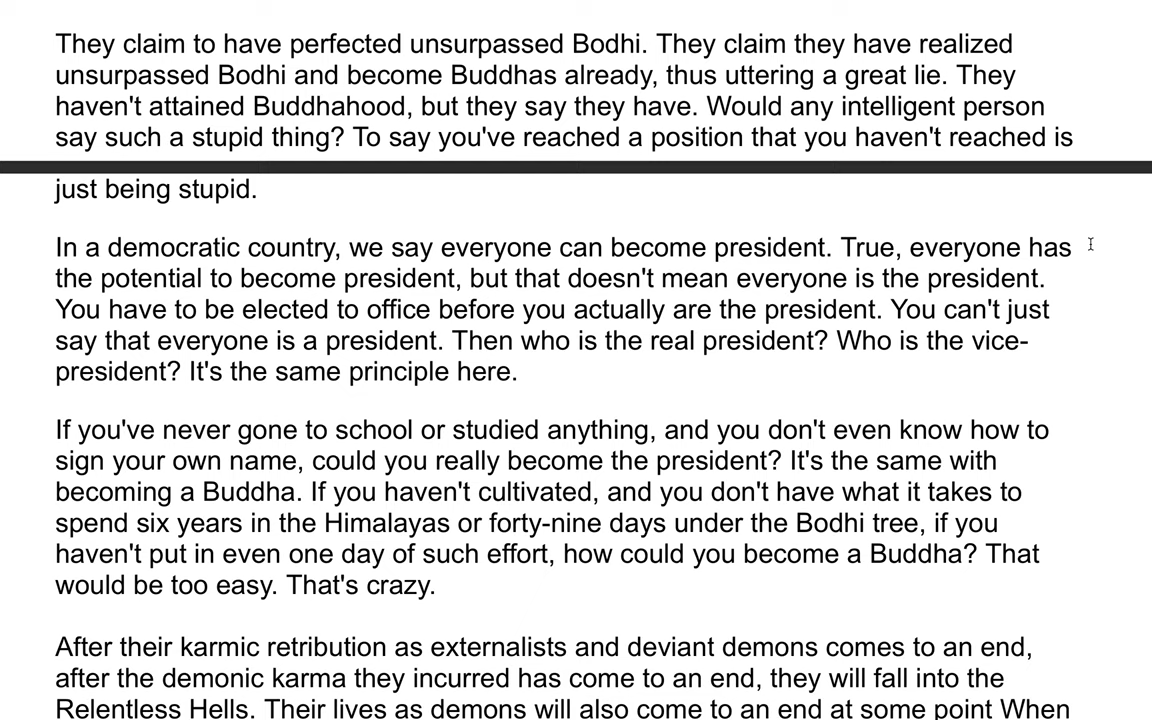 They claim to have perfected unsurpassed Bodhi. They claim they have realized
unsurpassed Bodhi and become Buddhas already, thus uttering a great lie. They
haven't attained Buddhahood, but they say they have. Would any intelligent person
say such a stupid thing? To say you've reached a position that you haven't reached is
just being stupid.
In a democratic country, we say everyone can become president. True, everyone has
the potential to become president, but that doesn't mean everyone is the president.
You have to be elected to office before you actually are the president. You can't just
say that everyone is a president. Then who is the real president? Who is the vice-
president? It's the same principle here.
If you've never gone to school or studied anything, and you don't even know how to
sign your own name, could you really become the president? It's the same with
becoming a Buddha. If you haven't cultivated, and you don't have what it takes to
spend six years in the Himalayas or forty-nine days under the Bodhi tree, if you
haven't put in even one day of such effort, how could you become a Buddha? That
would be too easy. That's crazy.
After their karmic retribution as externalists and deviant demons comes to an end,
after the demonic karma they incurred has come to an end, they will fall into the
Relentless Hells. Their lives as demons will also come to an end at some point When